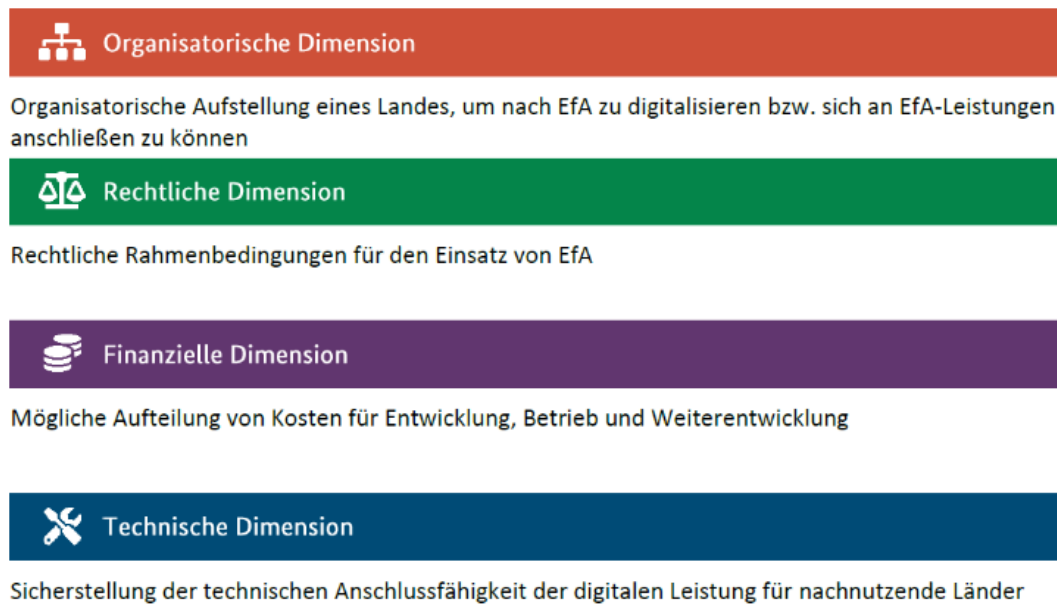 Organisatorische Dimension
Organisatorische Aufstellung eines Landes, um nach EfA zu digitalisieren bzw. sich an EfA-Leistungen
anschließen zu können
Rechtliche Dimension
Rechtliche Rahmenbedingungen für den Einsatz von EfA
Finanzielle Dimension
Mögliche Aufteilung von Kosten für Entwicklung, Betrieb und Weiterentwicklung
Technische Dimension
Sicherstellung der technischen Anschlussfähigkeit der digitalen Leistung für nachnutzende Länder